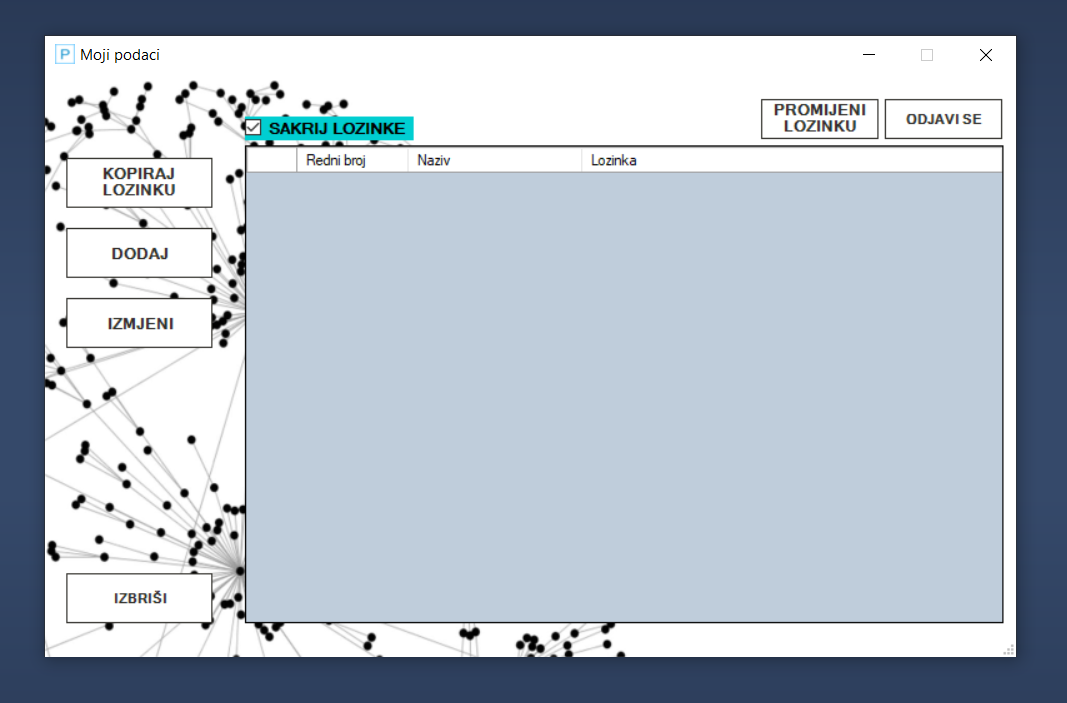 P Moji podaci
PROMIJENI
LOZINKU
ODJAVI SE
SAKRIJ LOZINKE
Redni broj Naziv Lozinka
KOPIRAJ
LOZINKU
DODAJ
IZMJENI
IZBRIŠI